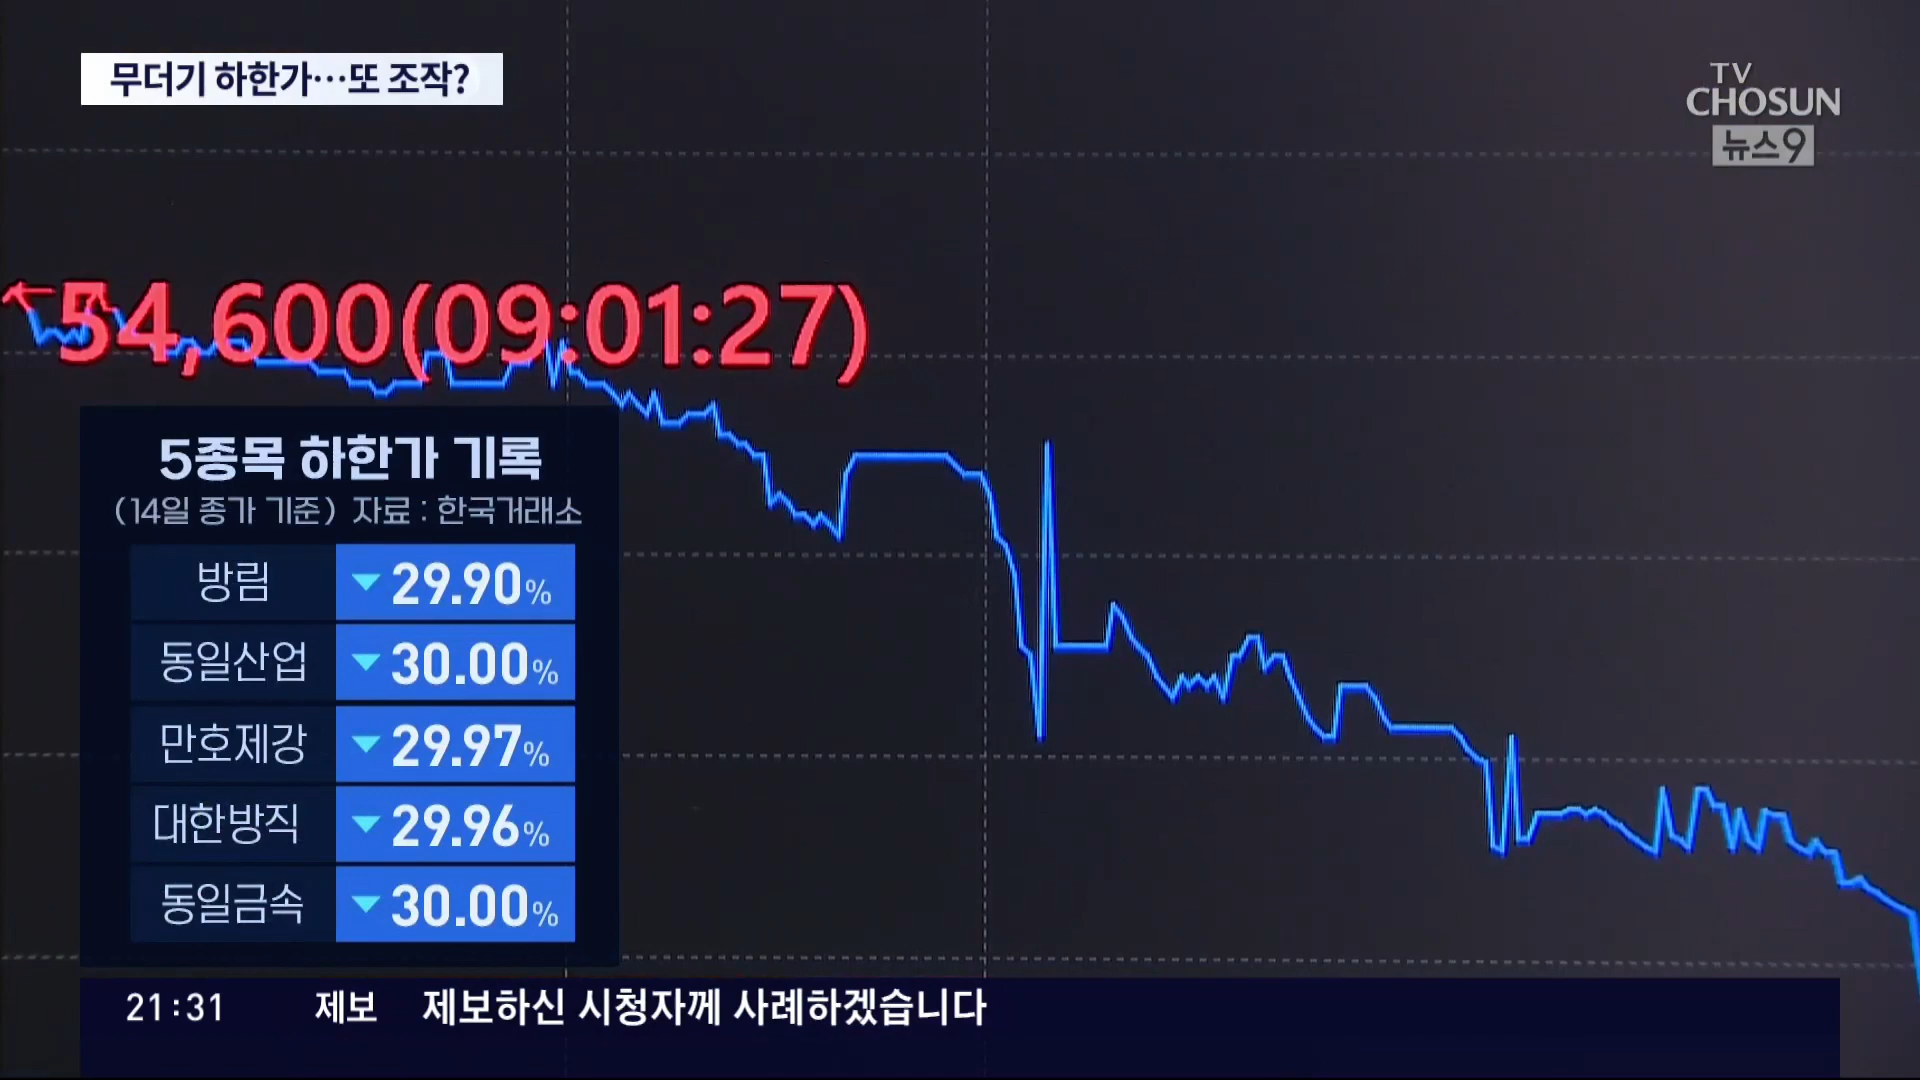 무더기 하한가…또 조작?
TV
CHOSUN
뉴스9
54,600(09:01:27)
5종목 하한가 기록
(14일 종가 기준) 자료 : 한국거래소
방림 ▼ 29.90%
동일산업 ▼ 30.00%
만호제강 ▼ 29.97%
대한방직 ▼ 29.96%
동일금속 ▼ 30.00%
21:31 제보 제보하신 시청자께 사례하겠습니다